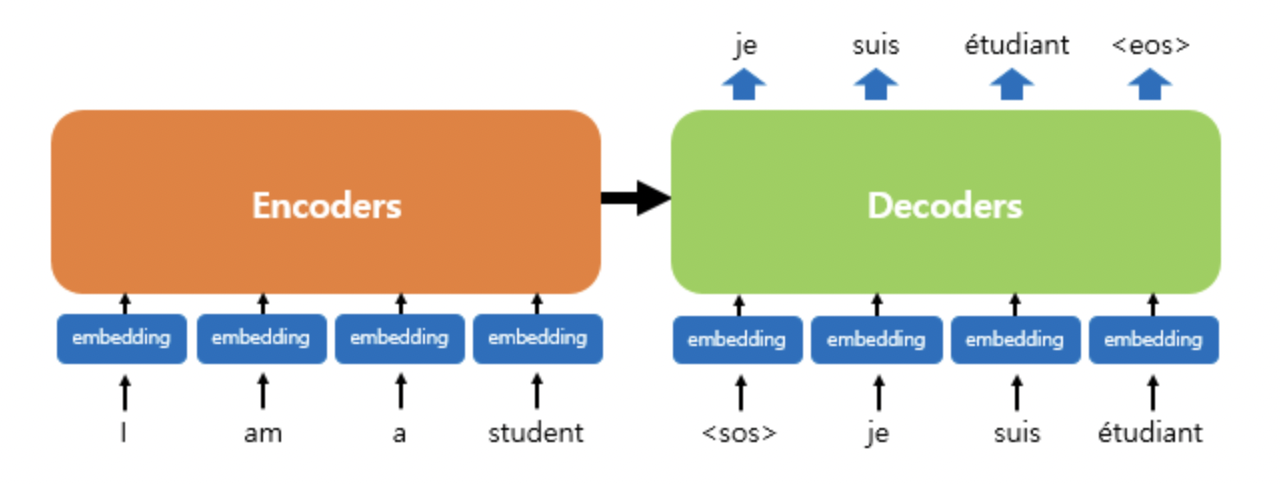 je suis étudiant <eos>
Encoders Decoders
embedding embedding embedding embedding embedding embedding embedding embedding
I am a student <sos> je suis étudiant